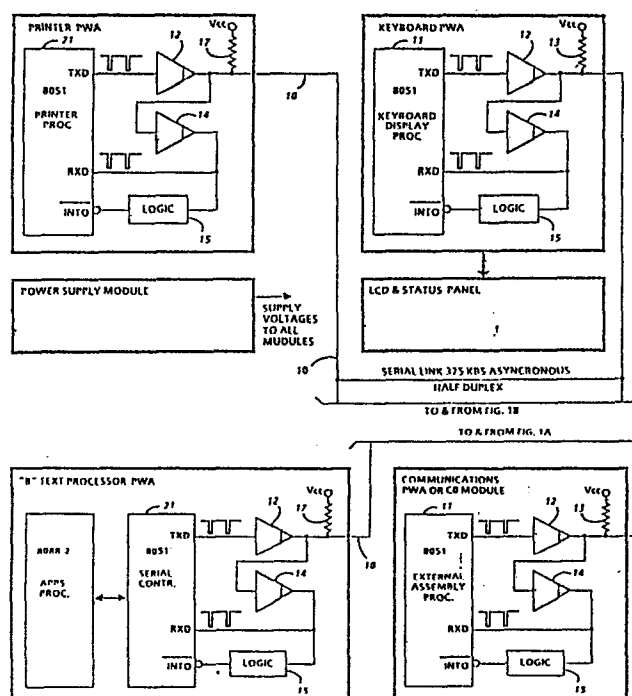 PRINTER PWA
21
TXD
8051
PRINTER
PROC
RXD
INTO
12
Vcc
17
14
LOGIC
15
10
KEYBOARD PWA
11
TXD
8051
KEYBOARD
DISPLAY
PROC
RXD
INTO
12
Vcc
13
14
LOGIC
15
POWER SUPPLY MODULE
SUPPLY
VOLTAGES
TO ALL
MODULES
LCD & STATUS PANEL
1
10
SERIAL LINK 375 KBS ASYNCRONOUS
HALF DUPLEX
TO & FROM FIG. 1B
TO & FROM FIG. 1A
TEXT PROCESSOR PWA
APPS
PROC.
21
TXD
8051
SERIAL
CONTR.
RXD
INTO
12
Vcc
17
14
LOGIC
15
10
COMMUNICATIONS
PWA OR CB MODULE
11
TXD
8051
EXTERNAL
ASSEMBLY
PROC.
RXD
INTO
12
Vcc
13
14
LOGIC
15